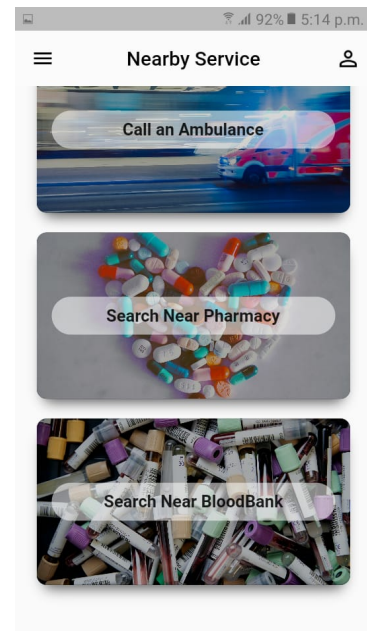 92% 5:14 p.m.
Nearby Service
Call an Ambulance
Search Near Pharmacy
Search Near BloodBank